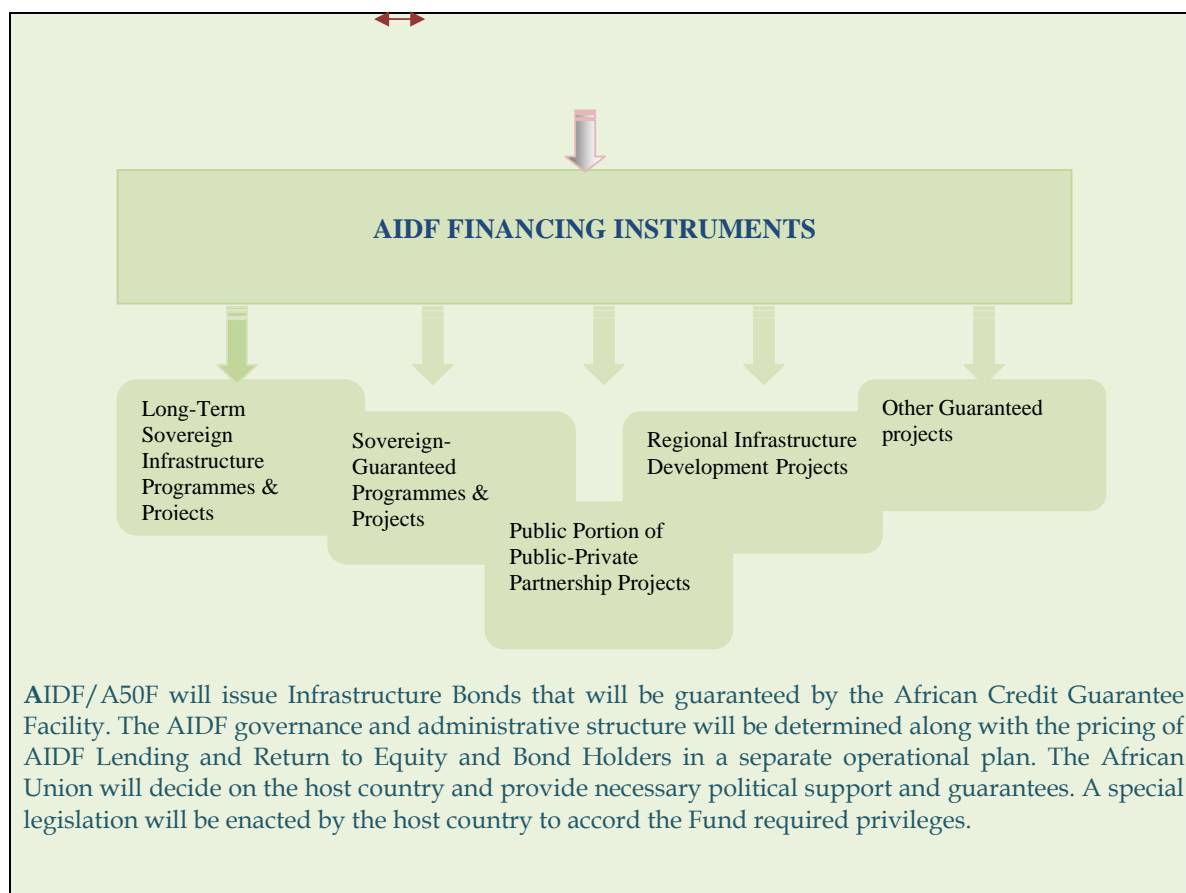 AIDF FINANCING INSTRUMENTS
Long-Term
Sovereign
Infrastructure
Programmes &
Projects
Sovereign-
Guaranteed
Programmes &
Projects
Public Portion of
Public-Private
Partnership Projects
Regional Infrastructure
Development Projects
Other Guaranteed
projects
AIDF/A50F will issue Infrastructure Bonds that will be guaranteed by the African Credit Guarantee
Facility. The AIDF governance and administrative structure will be determined along with the pricing of
AIDF Lending and Return to Equity and Bond Holders in a separate operational plan. The African
Union will decide on the host country and provide necessary political support and guarantees. A special
legislation will be enacted by the host country to accord the Fund required privileges.